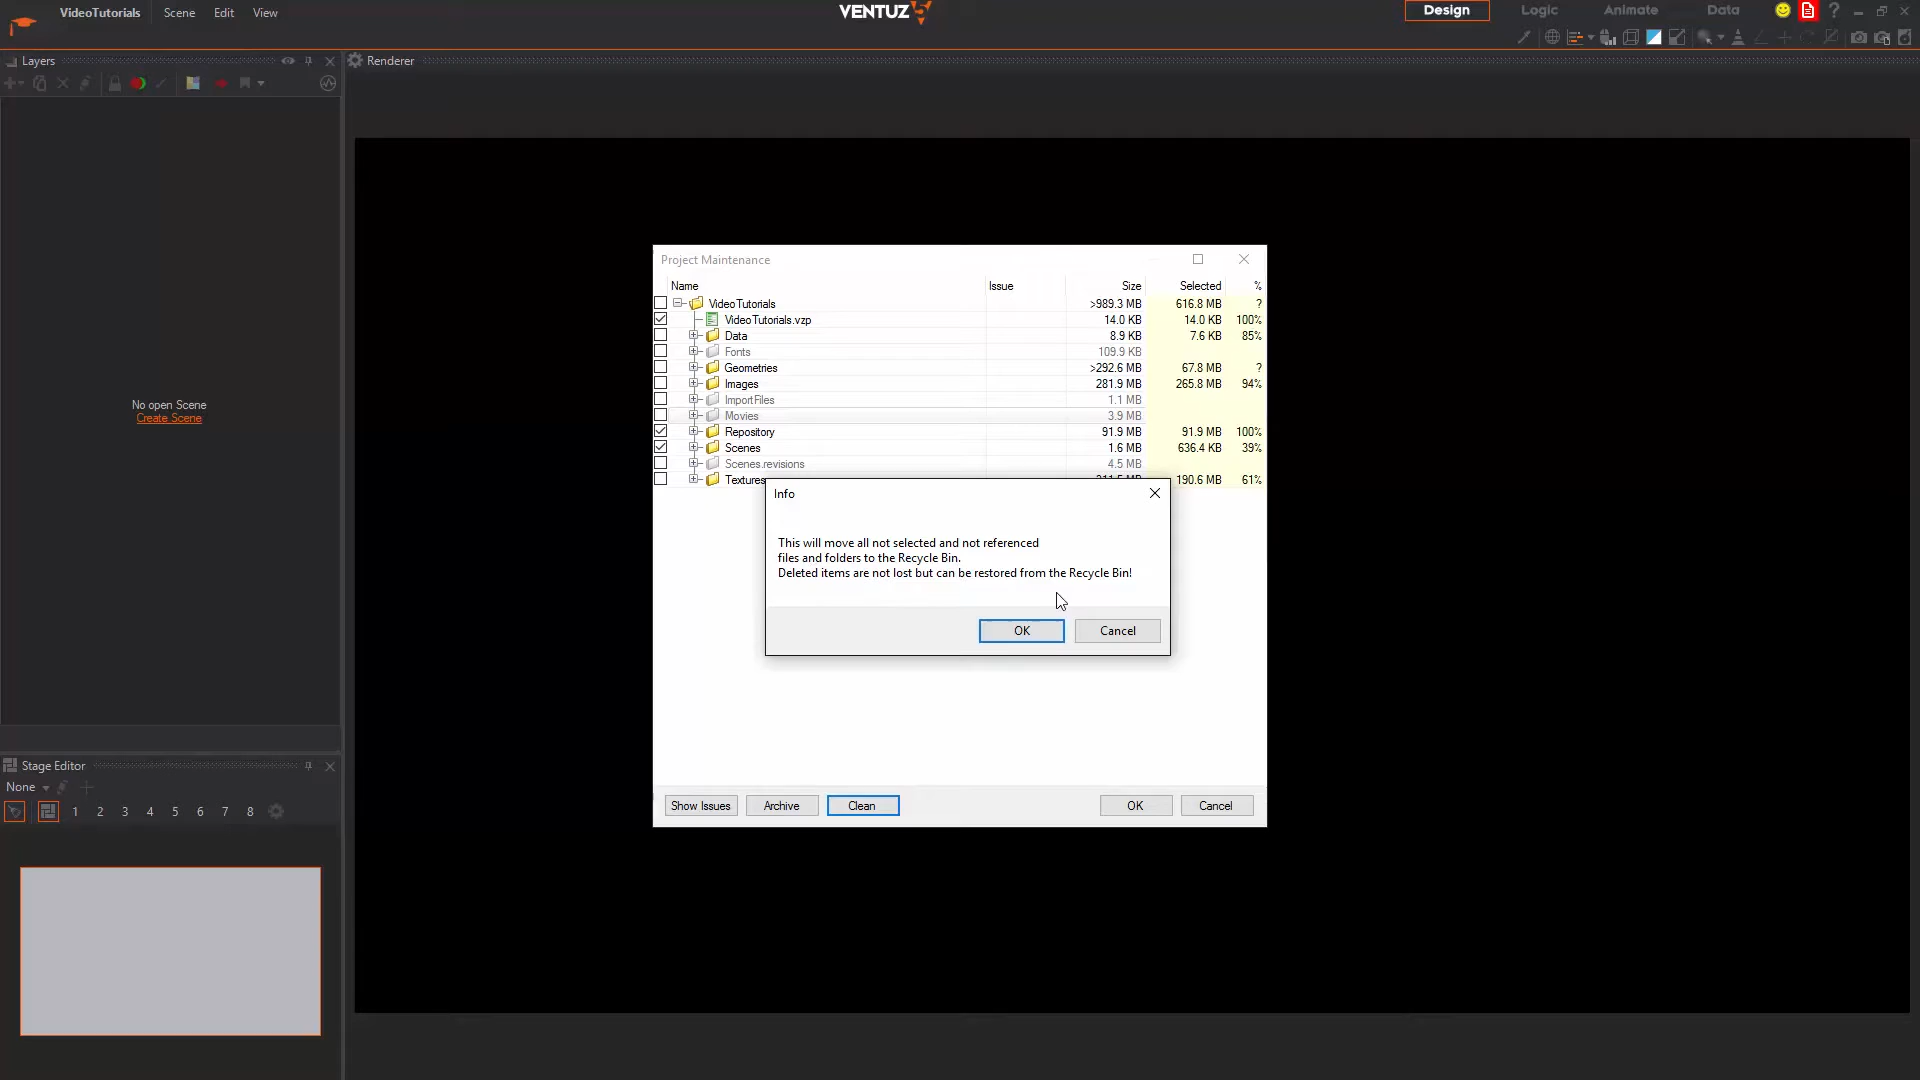 VideoTutorials Scene Edit View
VENTUZ
Design Logic Animate Data
Layers
Renderer
No open Scene
Create Scene
Project Maintenance
Name Issue Size Selected %
VideoTutorials >989.3 MB 616.8 MB ?
VideoTutorials.vzp 14.0 KB 14.0 KB 100%
Data 8.9 KB 7.6 KB 85%
Fonts 109.9 KB
Geometries >292.6 MB 67.8 MB ?
Images 281.9 MB 265.8 MB 94%
ImportFiles 1.1 MB
Movies 3.9 MB
Repository 91.9 MB 91.9 MB 100%
Scenes 1.6 MB 636.4 KB 39%
Scenes.revisions 4.5 MB
Textures 190.6 MB 61%
Info
This will move all not selected and not referenced
files and folders to the Recycle Bin.
Deleted items are not lost but can be restored from the Recycle Bin!
OK Cancel
Show Issues Archive Clean OK Cancel
Stage Editor
None
1 2 3 4 5 6 7 8